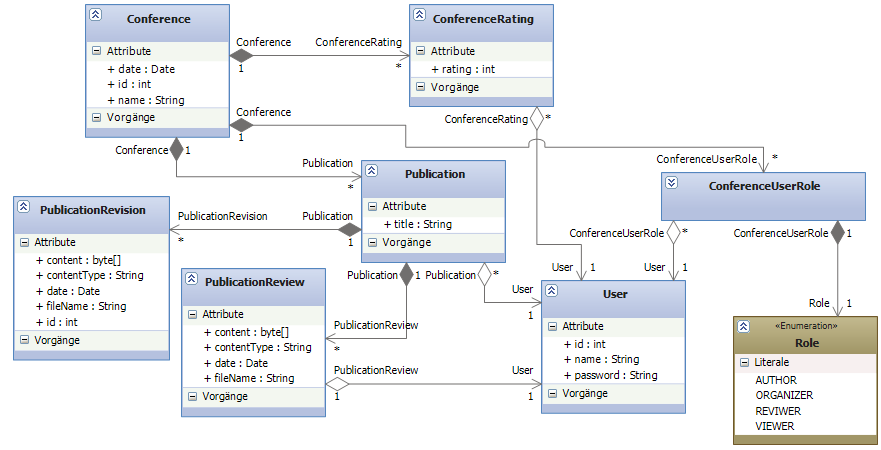 Conference
Attribute
+ date : Date
+ id : int
+ name : String
Vorgänge
Conference
ConferenceRating
1
*
ConferenceRating
Attribute
+ rating : int
Vorgänge
Conference
1
ConferenceUserRole
*
Conference
1
Publication
*
ConferenceRating
*
User
1
Publication
Attribute
+ title : String
Vorgänge
ConferenceUserRole
PublicationRevision
Attribute
+ content : byte[]
+ contentType : String
+ date : Date
+ fileName : String
+ id : int
Vorgänge
PublicationRevision
Publication
*
1
ConferenceUserRole
*
User
1
ConferenceUserRole
1
Role
1
Publication
1
PublicationReview
*
Publication
*
User
1
PublicationReview
Attribute
+ content : byte[]
+ contentType : String
+ date : Date
+ fileName : String
Vorgänge
PublicationReview
User
1
1
User
Attribute
+ id : int
+ name : String
+ password : String
Vorgänge
«Enumeration»
Role
Literale
AUTHOR
ORGANIZER
REVIWER
VIEWER